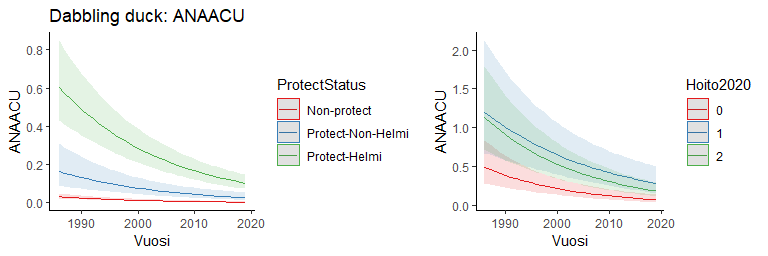 Dabbling duck: ANAACU
0.8
0.6
0.4
0.2
0.0
ANAACU
1990 2000 2010 2020
Vuosi
ProtectStatus
Non-protect
Protect-Non-Helmi
Protect-Helmi
2.0
1.5
1.0
0.5
0.0
ANAACU
1990 2000 2010 2020
Vuosi
Hoito2020
0
1
2